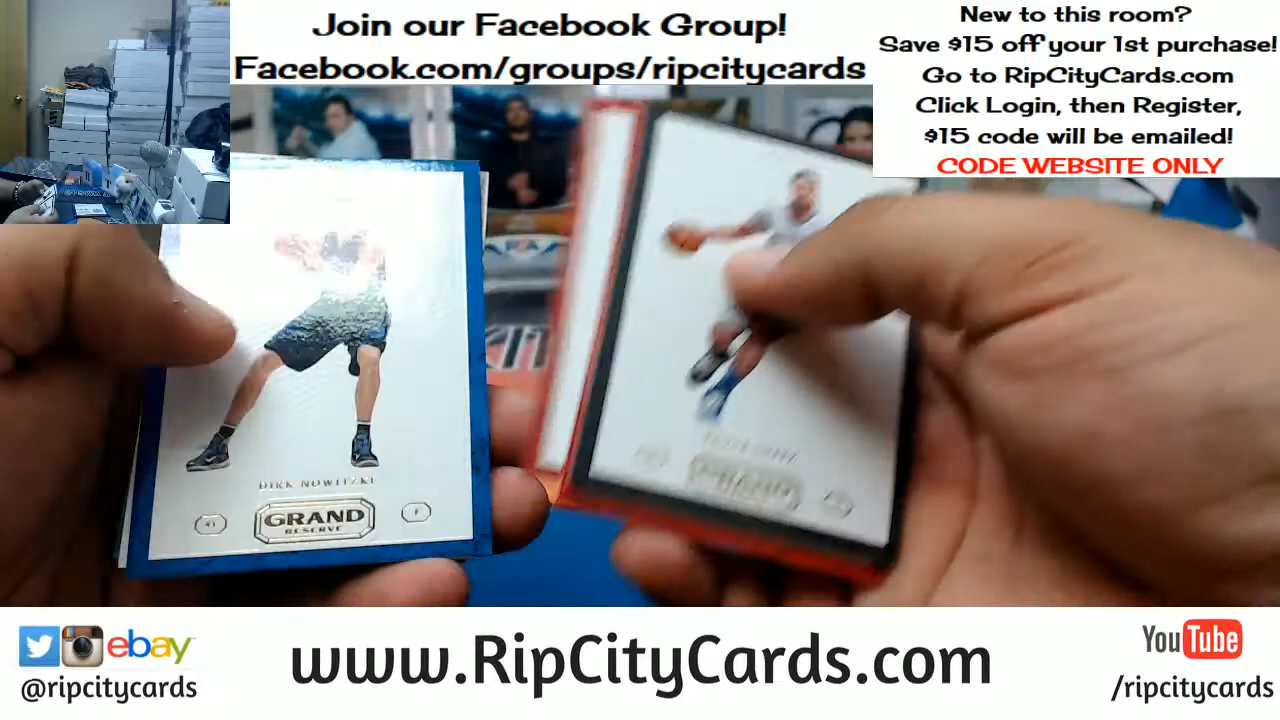 Join our Facebook Group!
Facebook.com/groups/ripcitycards
New to this room?
Save $15 off your 1st purchase!
Go to RipCityCards.com
Click Login, then Register,
$15 code will be emailed!
CODE WEBSITE ONLY
DIRK NOWITZKI
41 GRAND F
RESERVE
ebay
@ripcitycards
www.RipCityCards.com
YouTube
/ripcitycards